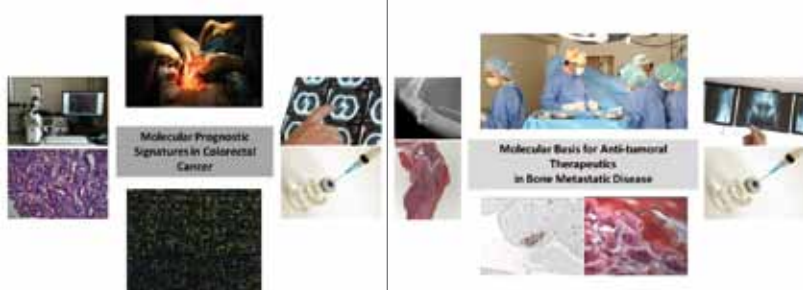 Molecular Prognostic
Signatures in Colorectal
Cancer
Molecular Basis for Anti-tumoral
Therapeutics
in Bone Metastatic Disease